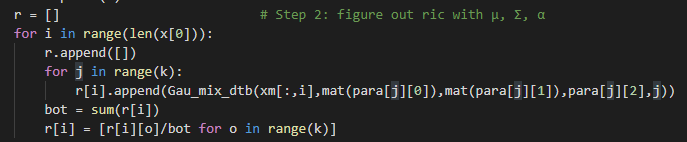 r = []                          # Step 2: figure out ric with μ, Σ, α
for i in range(len(x[0])):
    r.append([])
    for j in range(k):
        r[i].append(Gau_mix_dtb(xm[:,i],mat(para[j][0]),mat(para[j][1]),para[j][2],j))
    bot = sum(r[i])
    r[i] = [r[i][o]/bot for o in range(k)]